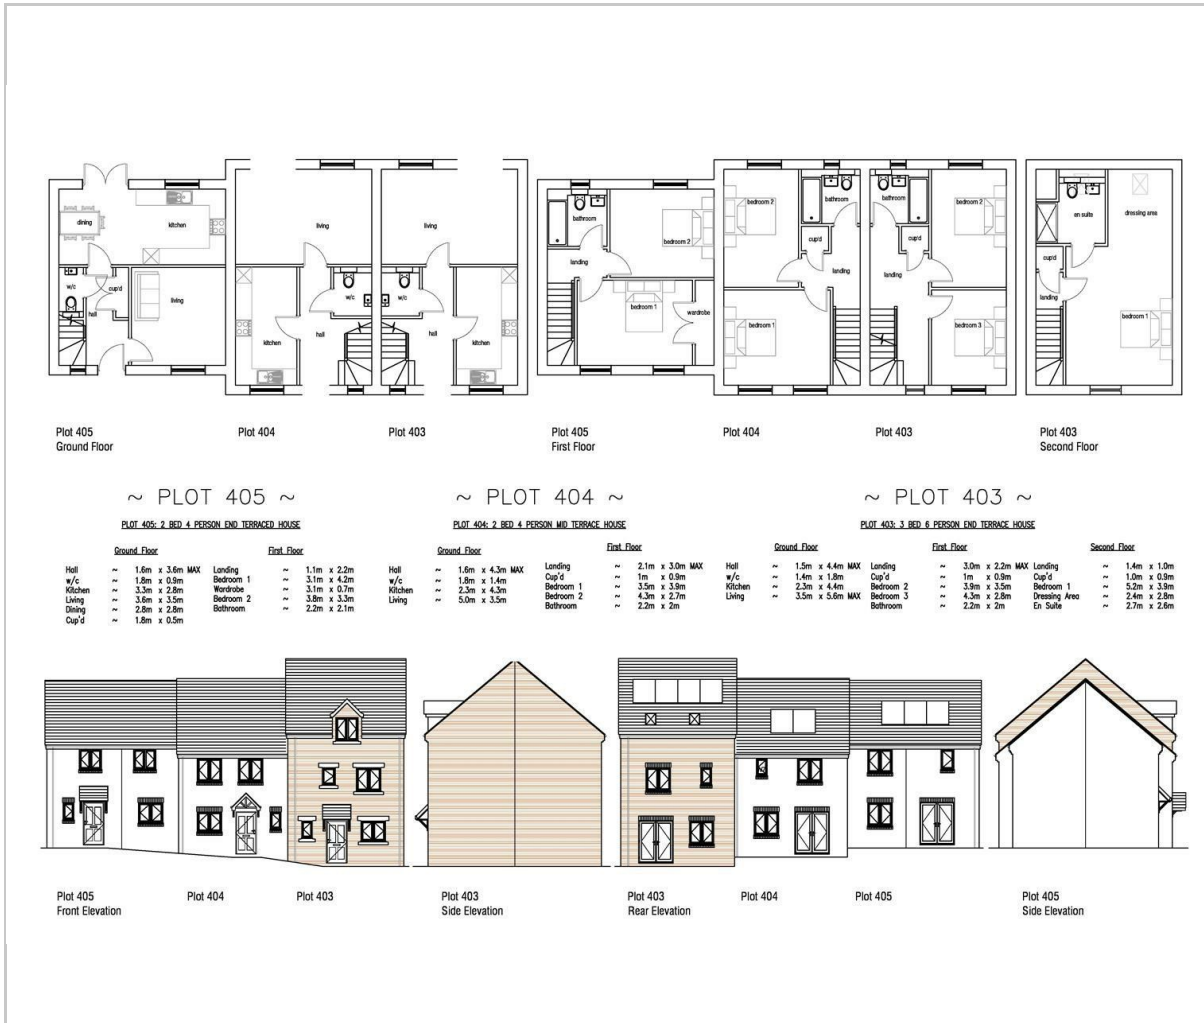 dining
kitchen
w/c
cup'd
living
hall
living
kitchen
hall
w/c
living
w/c
hall
kitchen
bathroom
bedroom 2
landing
bedroom 1
wardrobe
bedroom 2
bathroom
cup'd
landing
bedroom 1
bathroom
bedroom 2
cup'd
landing
bedroom 3
en suite
dressing area
cup'd
landing
bedroom 1
Plot 405
Ground Floor
Plot 404
Plot 403
Plot 405
First Floor
Plot 404
Plot 403
Plot 403
Second Floor
~ PLOT 405 ~
PLOT 405: 2 BED 4 PERSON END TERRACED HOUSE
Ground Floor
Hall ~ 1.6m x 3.6m MAX
w/c ~ 1.8m x 0.9m
Kitchen ~ 3.3m x 2.8m
Living ~ 3.6m x 3.5m
Dining ~ 2.8m x 2.8m
Cup'd ~ 1.8m x 0.5m
First Floor
Landing ~ 1.1m x 2.2m
Bedroom 1 ~ 3.1m x 4.2m
Wardrobe ~ 3.1m x 0.7m
Bedroom 2 ~ 3.8m x 3.3m
Bathroom ~ 2.2m x 2.1m
~ PLOT 404 ~
PLOT 404: 2 BED 4 PERSON MID TERRACE HOUSE
Ground Floor
Hall ~ 1.6m x 4.3m MAX
w/c ~ 1.8m x 1.4m
Kitchen ~ 2.3m x 4.3m
Living ~ 5.0m x 3.5m
First Floor
Landing ~ 2.1m x 3.0m MAX
Cup'd ~ 1m x 0.9m
Bedroom 1 ~ 3.5m x 3.9m
Bedroom 2 ~ 4.3m x 2.7m
Bathroom ~ 2.2m x 2m
~ PLOT 403 ~
PLOT 403: 3 BED 6 PERSON END TERRACE HOUSE
Ground Floor
Hall ~ 1.5m x 4.4m MAX
w/c ~ 1.4m x 1.8m
Kitchen ~ 2.3m x 4.4m
Living ~ 3.5m x 5.6m MAX
First Floor
Landing ~ 3.0m x 2.2m MAX
Cup'd ~ 1m x 0.9m
Bedroom 2 ~ 3.9m x 3.5m
Bedroom 3 ~ 4.3m x 2.8m
Bathroom ~ 2.2m x 2m
Second Floor
Landing ~ 1.4m x 1.0m
Cup'd ~ 1.0m x 0.9m
Bedroom 1 ~ 5.2m x 3.9m
Dressing Area ~ 2.4m x 2.8m
En Suite ~ 2.7m x 2.6m
Plot 405
Front Elevation
Plot 404
Plot 403
Plot 403
Side Elevation
Plot 403
Rear Elevation
Plot 404
Plot 405
Plot 405
Side Elevation